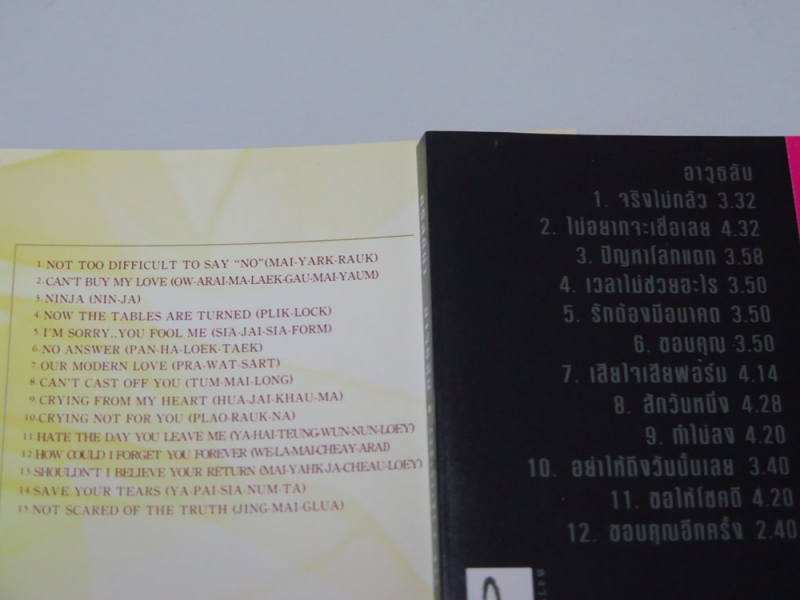 1. NOT TOO DIFFICULT TO SAY "NO"(MAI-YARK-RAUK)
2. CAN'T BUY MY LOVE (OW-ARAI-MA-LAEK-GAU-MAI-YAUM)
3. NINJA (NIN-JA)
4. NOW THE TABLES ARE TURNED (PLIK-LOCK)
5. I'M SORRY..YOU FOOL ME (SIA-JAI-SIA-FORM)
6. NO ANSWER (PAN-HA-LOEK-TAEK)
7. OUR MODERN LOVE (PRA-WAT-SART)
8. CAN'T CAST OFF YOU (TUM-MAI-LONG)
9. CRYING FROM MY HEART (HUA-JAI-KHAU-MA)
10. CRYING NOT FOR YOU (PLAO-RAUK-NA)
11. HATE THE DAY YOU LEAVE ME (YA-HAI-TEUNG-WUN-NUN-LOEY)
12. HOW COULD I FORGET YOU FOREVER (WE-LA-MAI-CHEAY-ARAI)
13. SHOULDN'T I BELIEVE YOUR RETURN (MAI-YAHK-JA-CHEAU-LOEY)
14. SAVE YOUR TEARS (YA-PAI-SIA-NUM-TA)
15. NOT SCARED OF THE TRUTH (JING-MAI-GLUA)
อาวุธลับ
1. จริงไม่กลัว 3.32
2. ไม่อยากจะเชื่อเลย 4.32
3. ปัญหาโลกแตก 3.58
4. เวลาไม่ช่วยอะไร 3.50
5. รักต้องมีอนาคต 3.50
6. ขอบคุณ 3.50
7. เสียใจเสียฟอร์ม 4.14
8. สักวันหนึ่ง 4.28
9. ทำไม่ลง 4.20
10. อย่าให้ถึงวันนั้นเลย 3.40
11. ขอให้โชคดี 4.20
12. ขอบคุณอีกครั้ง 2.40